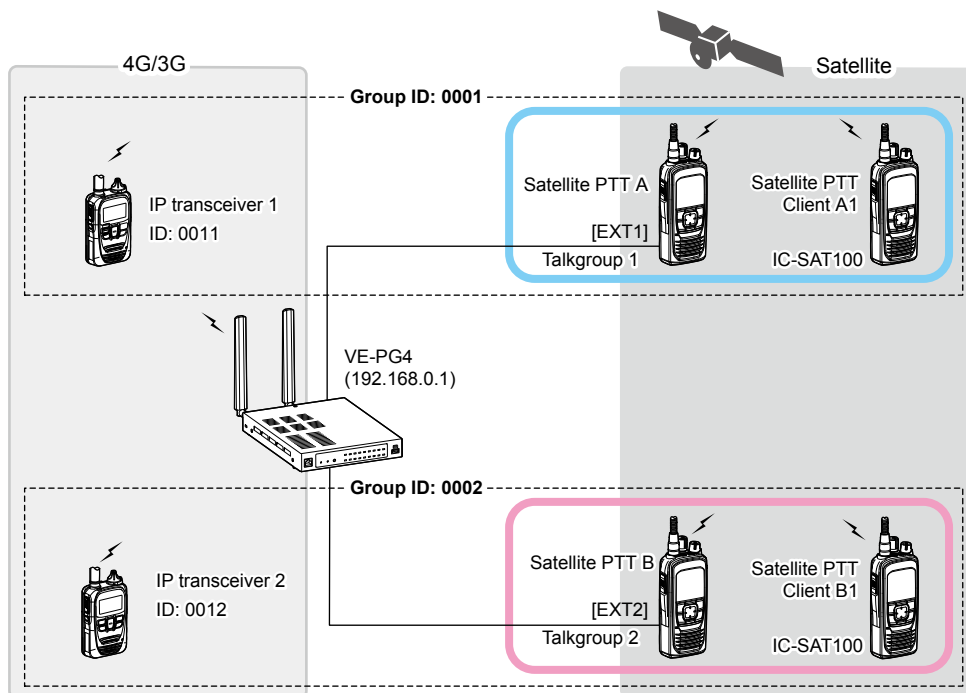 4G/3G
Satellite
Group ID: 0001
IP transceiver 1
ID: 0011
Satellite PTT A
[EXT1]
Talkgroup 1
Satellite PTT
Client A1
IC-SAT100
VE-PG4
(192.168.0.1)
Group ID: 0002
IP transceiver 2
ID: 0012
Satellite PTT B
[EXT2]
Talkgroup 2
Satellite PTT
Client B1
IC-SAT100